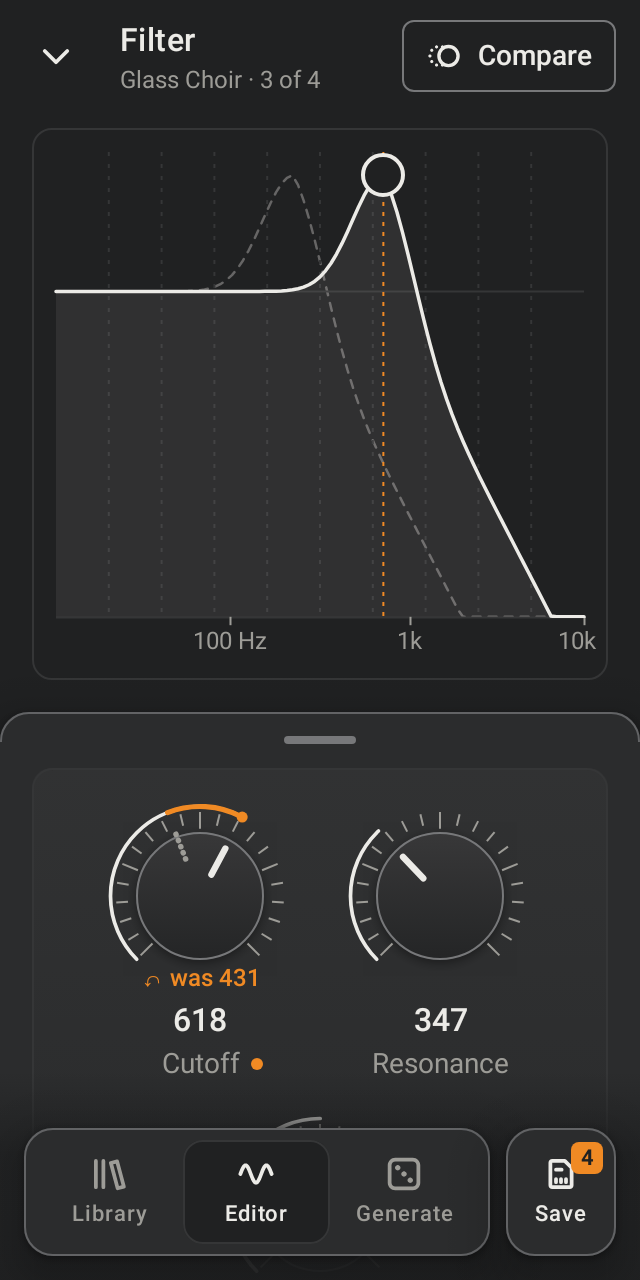 Filter
Glass Choir · 3 of 4
Compare
100 Hz
1k
10k
was 431
618
347
Cutoff
Resonance
4
Library
Editor
Generate
Save